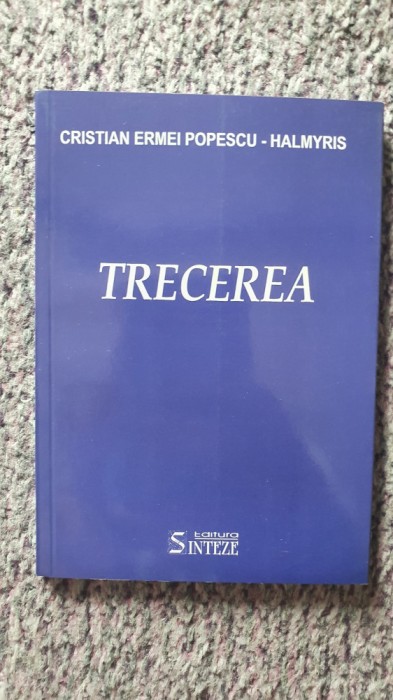 CRISTIAN ERMEI POPESCU - HALMYRIS
TRECEREA
Editura
SINTEZE